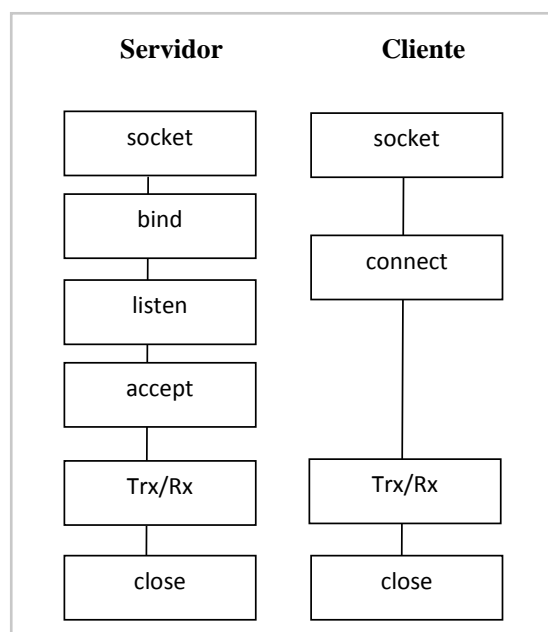 Servidor
Cliente
socket
socket
bind
connect
listen
accept
Trx/Rx
Trx/Rx
close
close